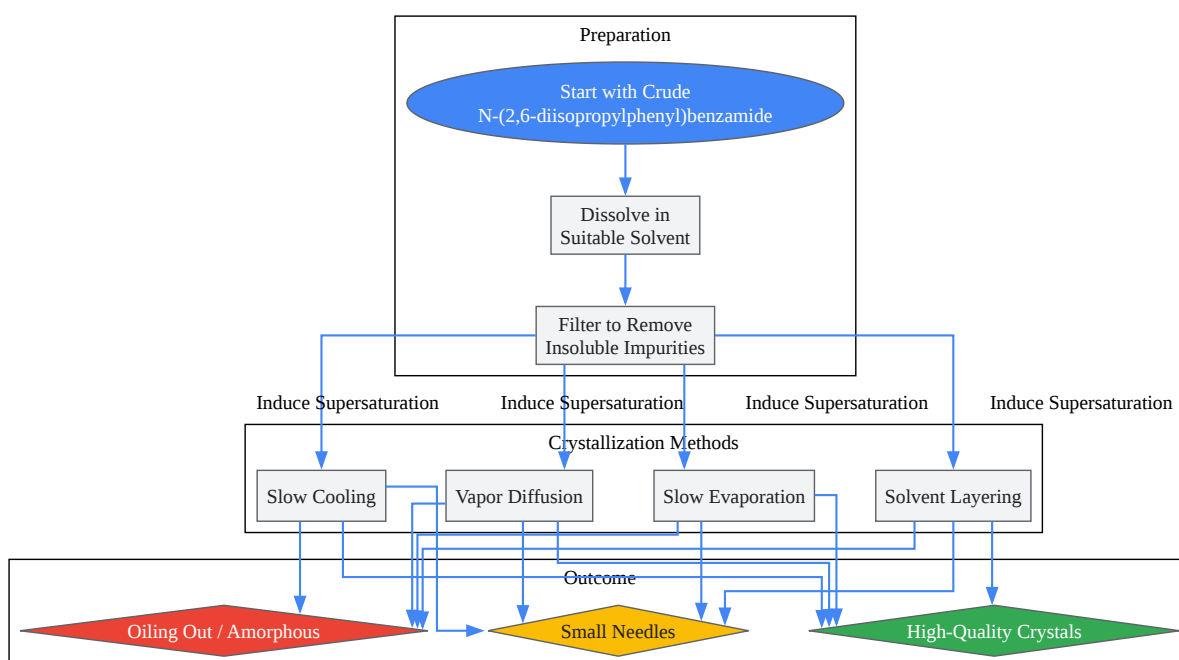 Preparation
Start with Crude
N-(2,6-diisopropylphenyl)benzamide
Dissolve in
Suitable Solvent
Filter to Remove
Insoluble Impurities
Induce Supersaturation
Induce Supersaturation
Induce Supersaturation
Induce Supersaturation
Crystallization Methods
Slow Cooling
Vapor Diffusion
Slow Evaporation
Solvent Layering
Outcome
Oiling Out / Amorphous
Small Needles
High-Quality Crystals